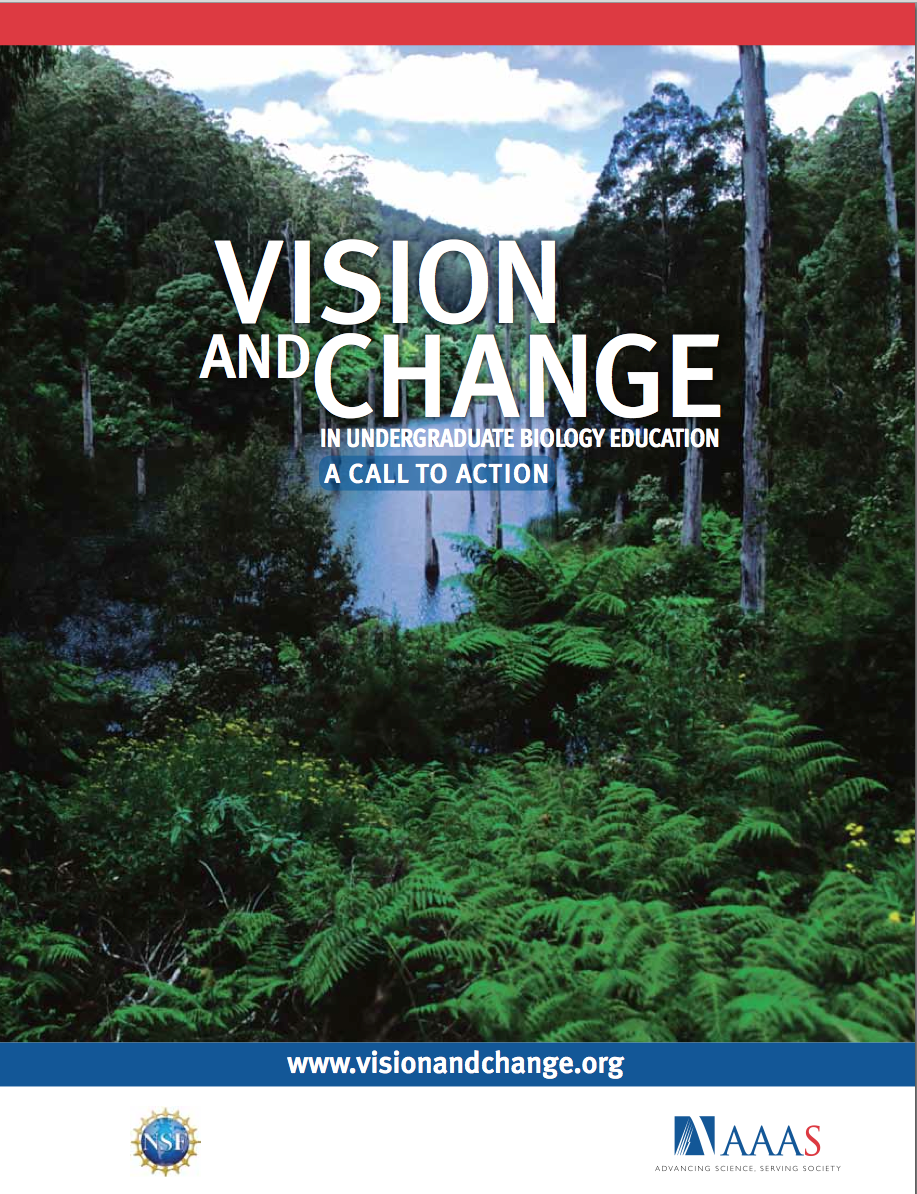 VISION
AND CHANGE
IN UNDERGRADUATE BIOLOGY EDUCATION
A CALL TO ACTION
www.visionandchange.org
NSF
AAAS
ADVANCING SCIENCE, SERVING SOCIETY